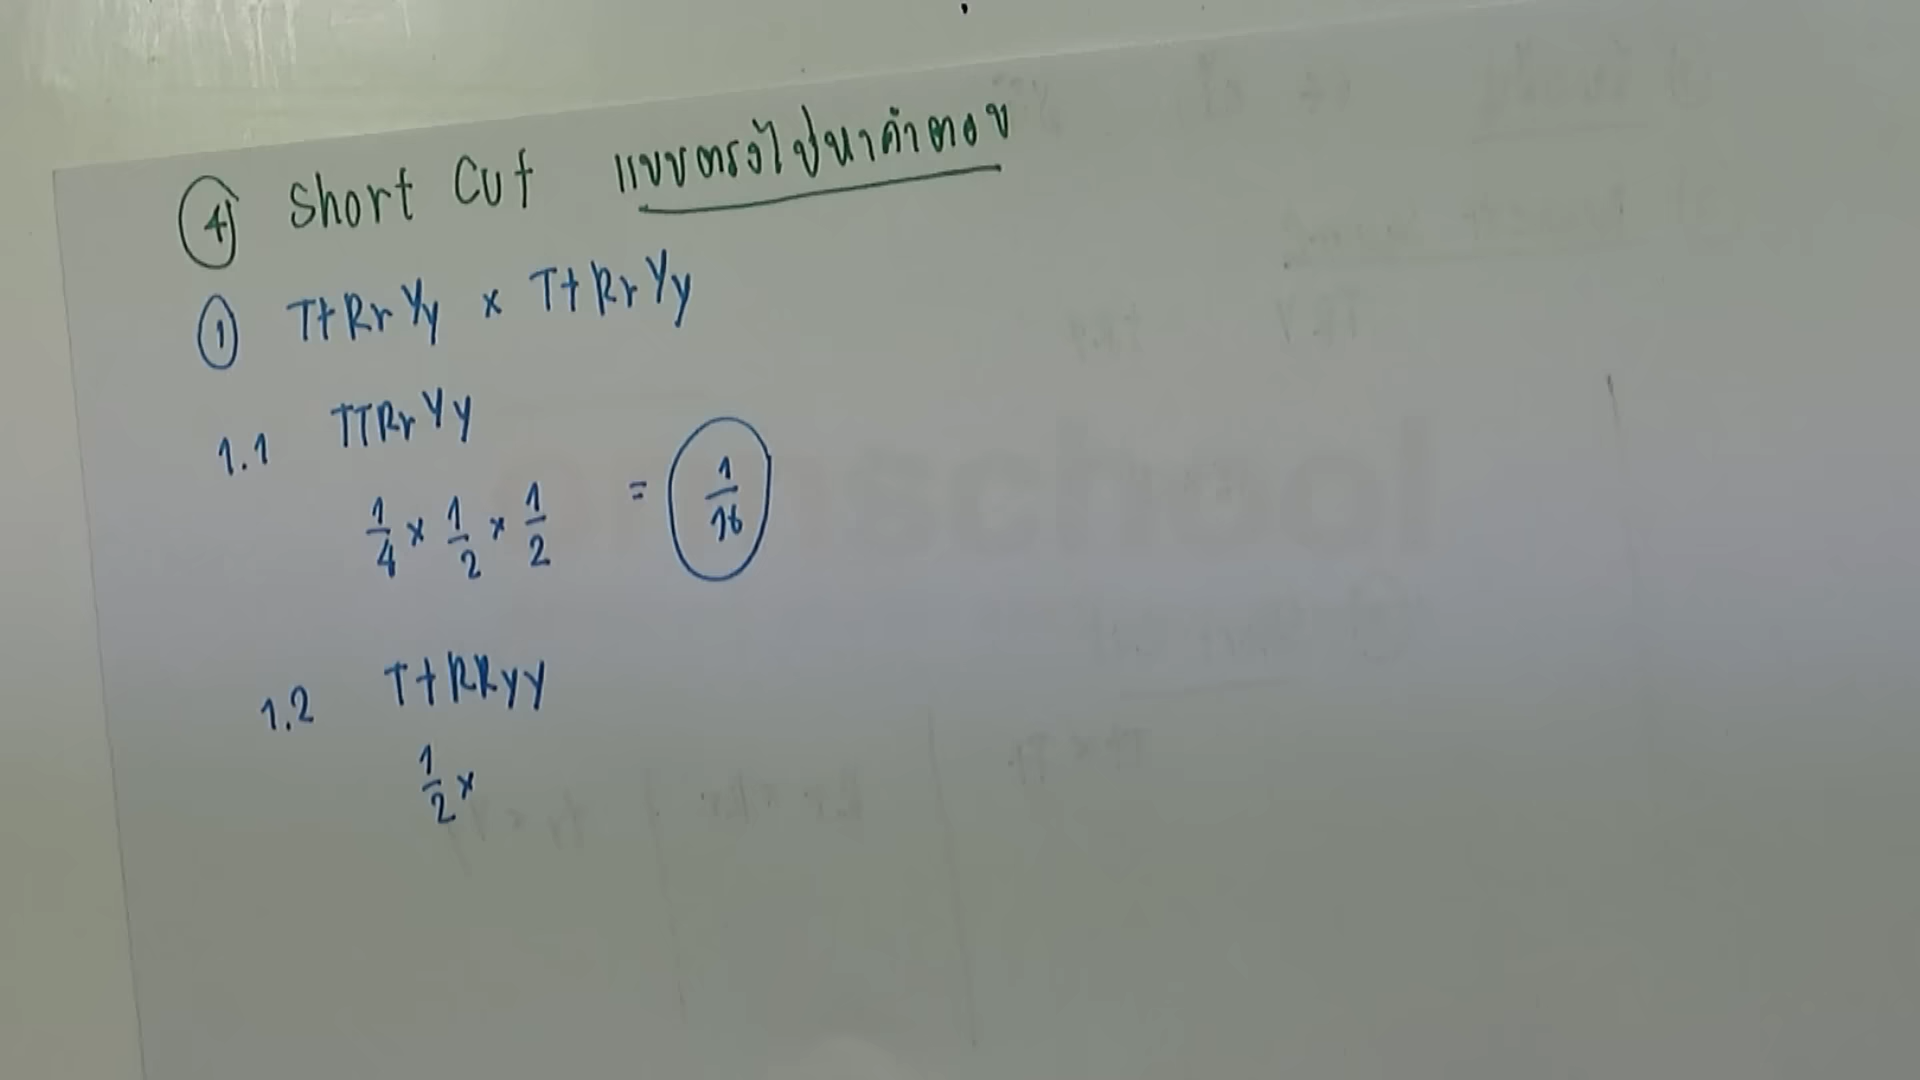 ④ Short Cut แบบตรงไปหาคำตอบ
① TtRrYy x TtRrYy
1.1 TTRrYy
1/4 x 1/2 x 1/2 = 1/16
1.2 TtRRyy
1/2 x